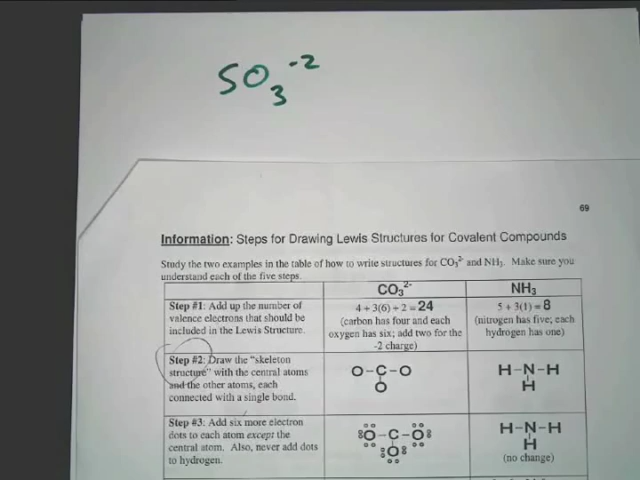 SO3-2
69
Information: Steps for Drawing Lewis Structures for Covalent Compounds
Study the two examples in the table of how to write structures for CO₃²⁻ and NH₃. Make sure you
understand each of the five steps.
CO₃²⁻
NH₃
Step #1: Add up the number of
valence electrons that should be
included in the Lewis Structure.
4 + 3(6) + 2 = 24
(carbon has four and each
oxygen has six; add two for the
-2 charge)
5 + 3(1) = 8
(nitrogen has five; each
hydrogen has one)
Step #2: Draw the "skeleton
structure" with the central atoms
and the other atoms, each
connected with a single bond.
O-C-O
O
H-N-H
H
Step #3: Add six more electron
dots to each atom except the
central atom. Also, never add dots
to hydrogen.
O-C-O
O
H-N-H
H
(no change)